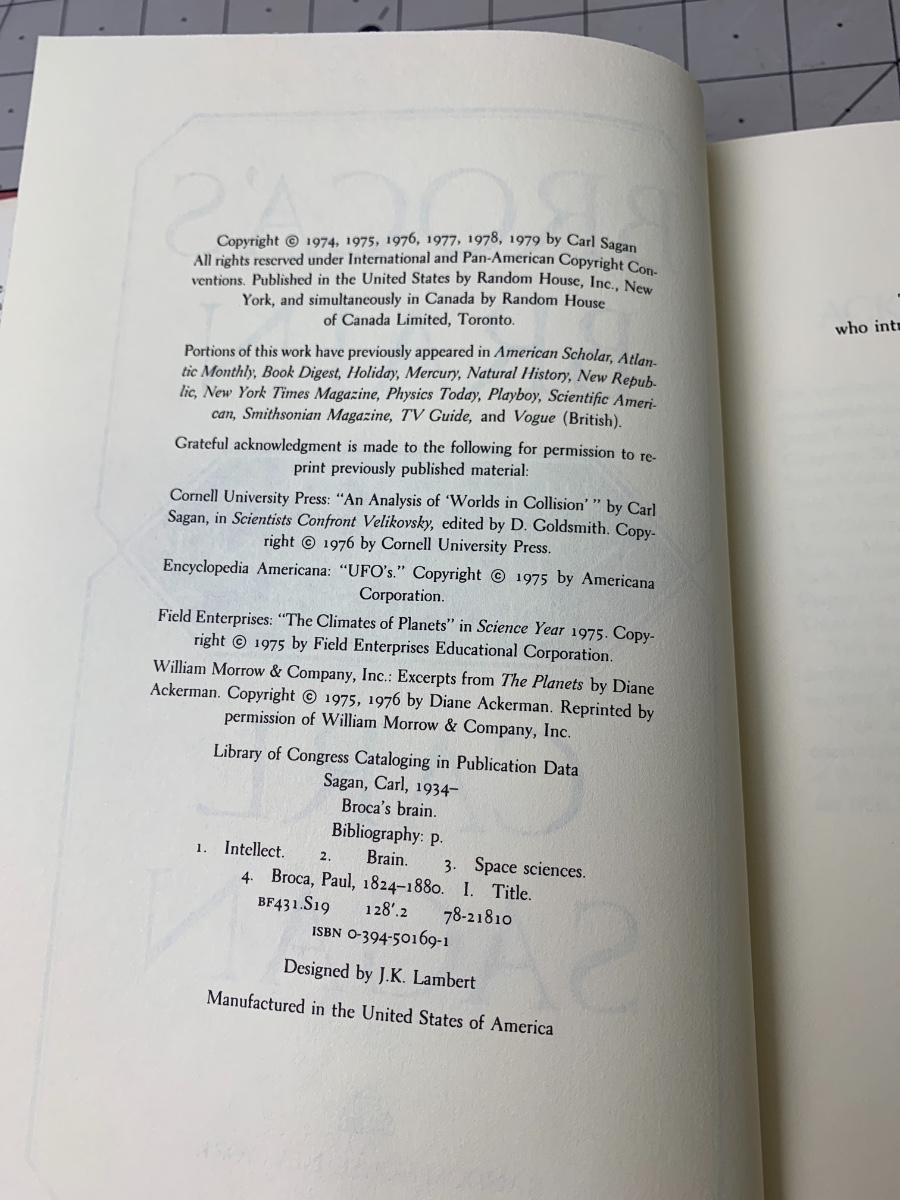 Copyright © 1974, 1975, 1976, 1977, 1978, 1979 by Carl Sagan
All rights reserved under International and Pan-American Copyright Con-
ventions. Published in the United States by Random House, Inc., New
York, and simultaneously in Canada by Random House
of Canada Limited, Toronto.
Portions of this work have previously appeared in American Scholar, Atlan-
tic Monthly, Book Digest, Holiday, Mercury, Natural History, New Repub-
lic, New York Times Magazine, Physics Today, Playboy, Scientific Ameri-
can, Smithsonian Magazine, TV Guide, and Vogue (British).
Grateful acknowledgment is made to the following for permission to re-
print previously published material:
Cornell University Press: “An Analysis of ‘Worlds in Collision’ ” by Carl
Sagan, in Scientists Confront Velikovsky, edited by D. Goldsmith. Copy-
right © 1976 by Cornell University Press.
Encyclopedia Americana: “UFO's.” Copyright © 1975 by Americana
Corporation.
Field Enterprises: “The Climates of Planets” in Science Year 1975. Copy-
right © 1975 by Field Enterprises Educational Corporation.
William Morrow & Company, Inc.: Excerpts from The Planets by Diane
Ackerman. Copyright © 1975, 1976 by Diane Ackerman. Reprinted by
permission of William Morrow & Company, Inc.
Library of Congress Cataloging in Publication Data
Sagan, Carl, 1934–
Broca's brain.
Bibliography: p.
1. Intellect. 2. Brain. 3. Space sciences.
4. Broca, Paul, 1824–1880. I. Title.
BF431.S19 128'.2 78-21810
ISBN 0-394-50169-1
Designed by J.K. Lambert
Manufactured in the United States of America
who